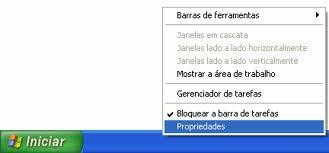 Barras de ferramentas
Janelas em cascata
Janelas lado a lado horizontalmente
Janelas lado a lado verticalmente
Mostrar a área de trabalho
Gerenciador de tarefas
Bloquear a barra de tarefas
Propriedades
Iniciar